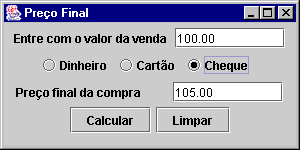 Preço Final
Entre com o valor da venda 100.00
Dinheiro Cartão Cheque
Preço final da compra 105.00
Calcular Limpar